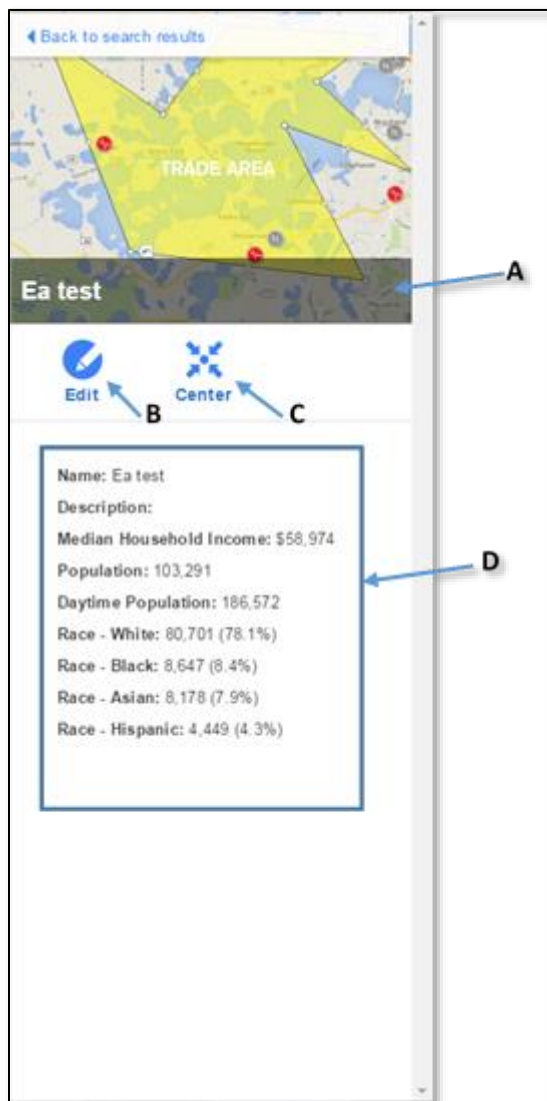 Back to search results
TRADE AREA
Ea test
A
Edit
B
Center
C
Name: Ea test
Description:
Median Household Income: $58,974
Population: 103,291
D
Daytime Population: 186,572
Race - White: 80,701 (78.1%)
Race - Black: 8,647 (8.4%)
Race - Asian: 8,178 (7.9%)
Race - Hispanic: 4,449 (4.3%)